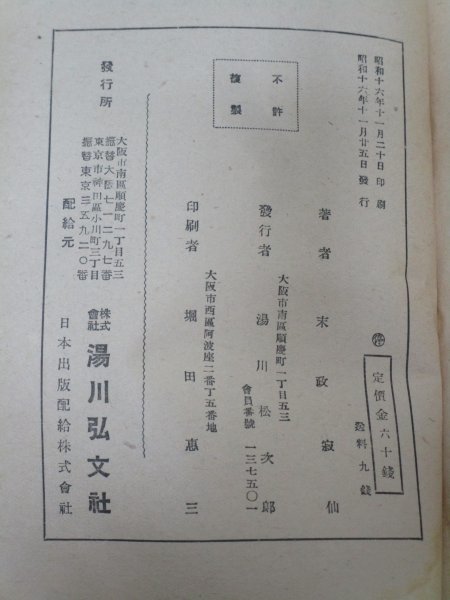 昭和十六年十一月二十日印刷
昭和十六年十一月廿五日發行
㊞
定價金六十錢
送料九錢
不許
複製
著者 末政寂仙
大阪市南區順慶町一丁目五三
發行者 湯川松次郎
會員番號 一三七五〇一
大阪市西區阿波座二番丁五番地
印刷者 堀田惠三
發行所
大阪市南區順慶町一丁目五三
振替大阪七一二九七番
東京市神田區小川町三丁目
振替東京三五九二〇番
株式會社 湯川弘文社
配給元 日本出版配給株式會社